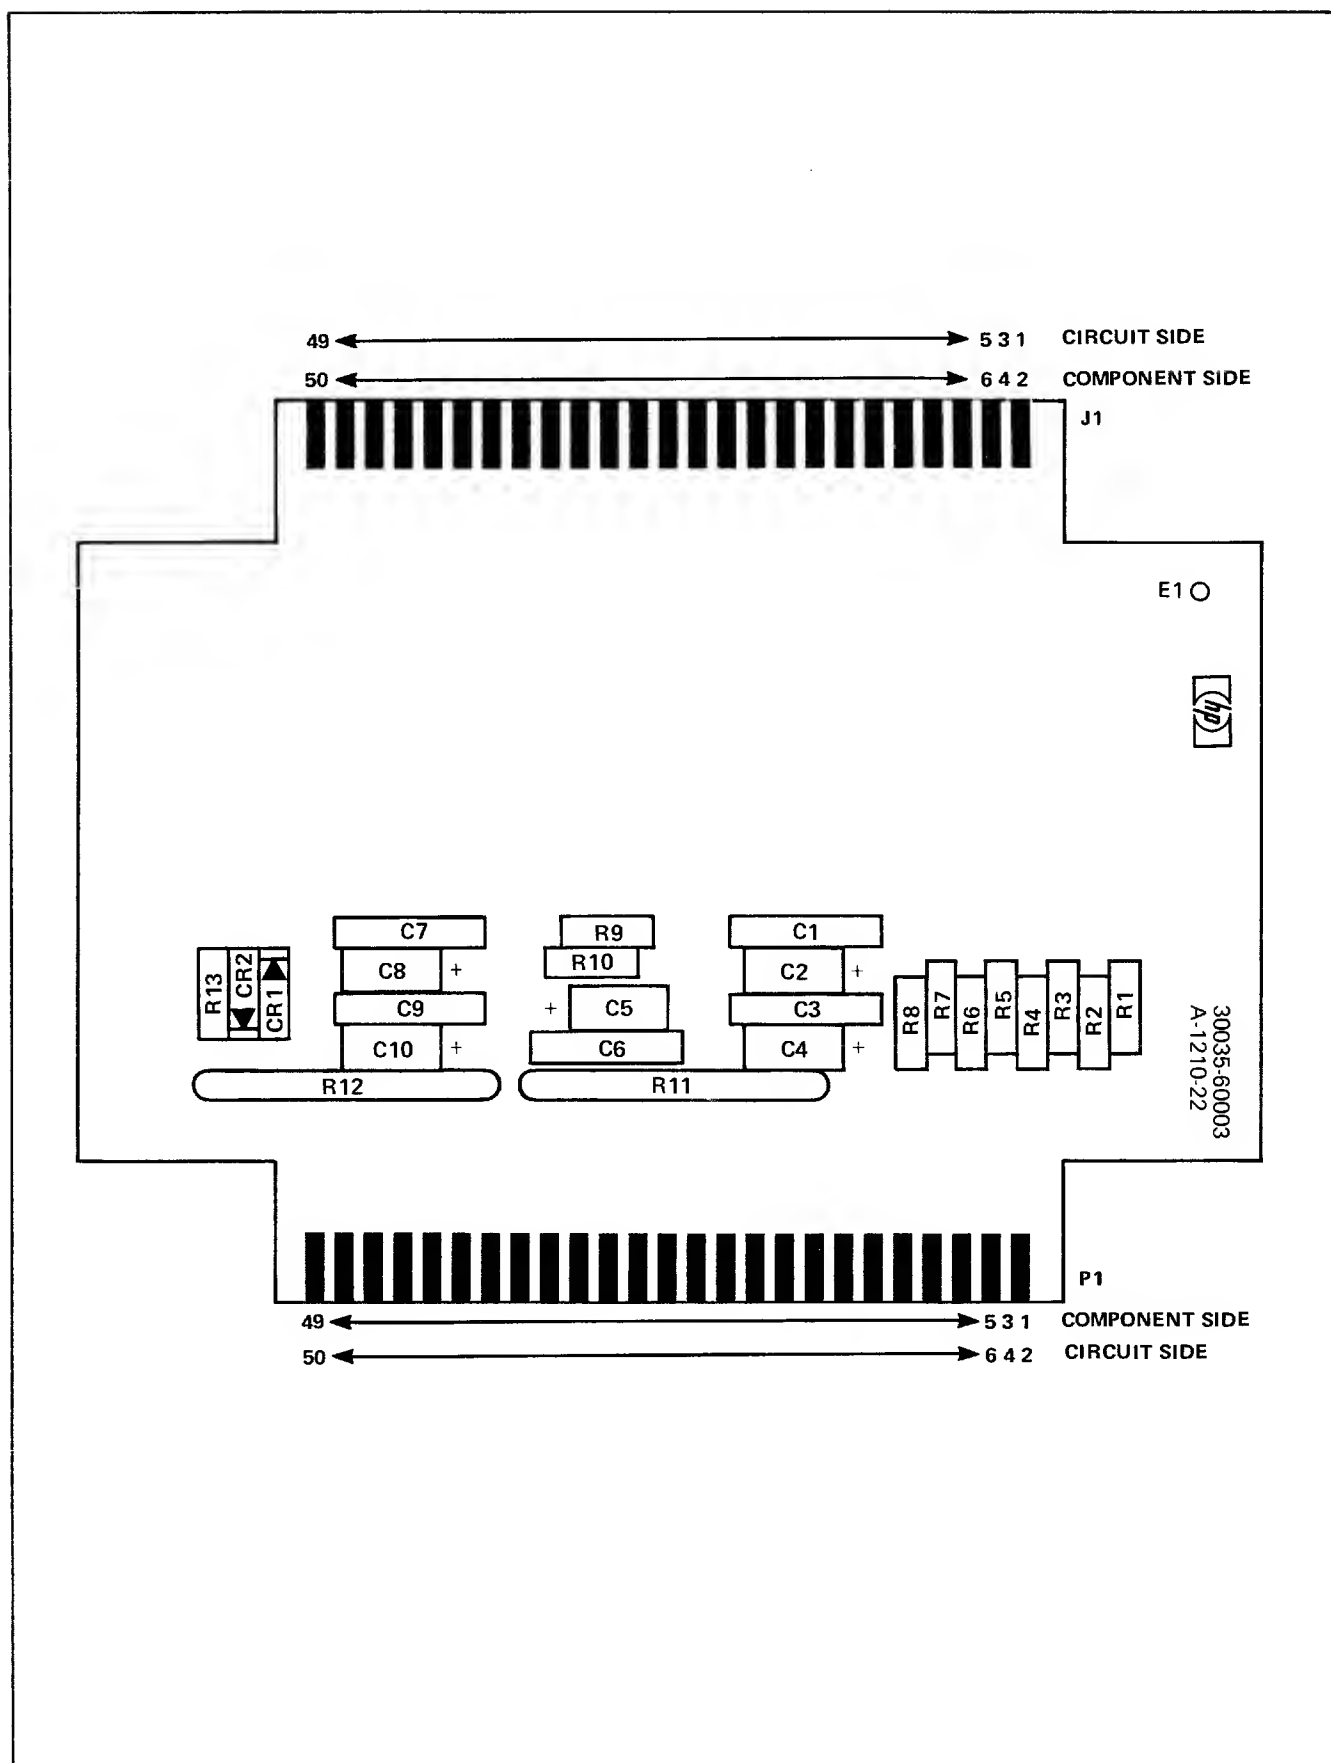 49 5 3 1 CIRCUIT SIDE
50 6 4 2 COMPONENT SIDE
J1
E1
hp
C7
R9
C1
R10
C8 +
C2 +
R13
CR2
CR1
+ C5
C9
C3
C6
C10 +
C4 +
R8
R7
R6
R5
R4
R3
R2
R1
R12
R11
30035-60003
A-1210-22
P1
49 5 3 1 COMPONENT SIDE
50 6 4 2 CIRCUIT SIDE